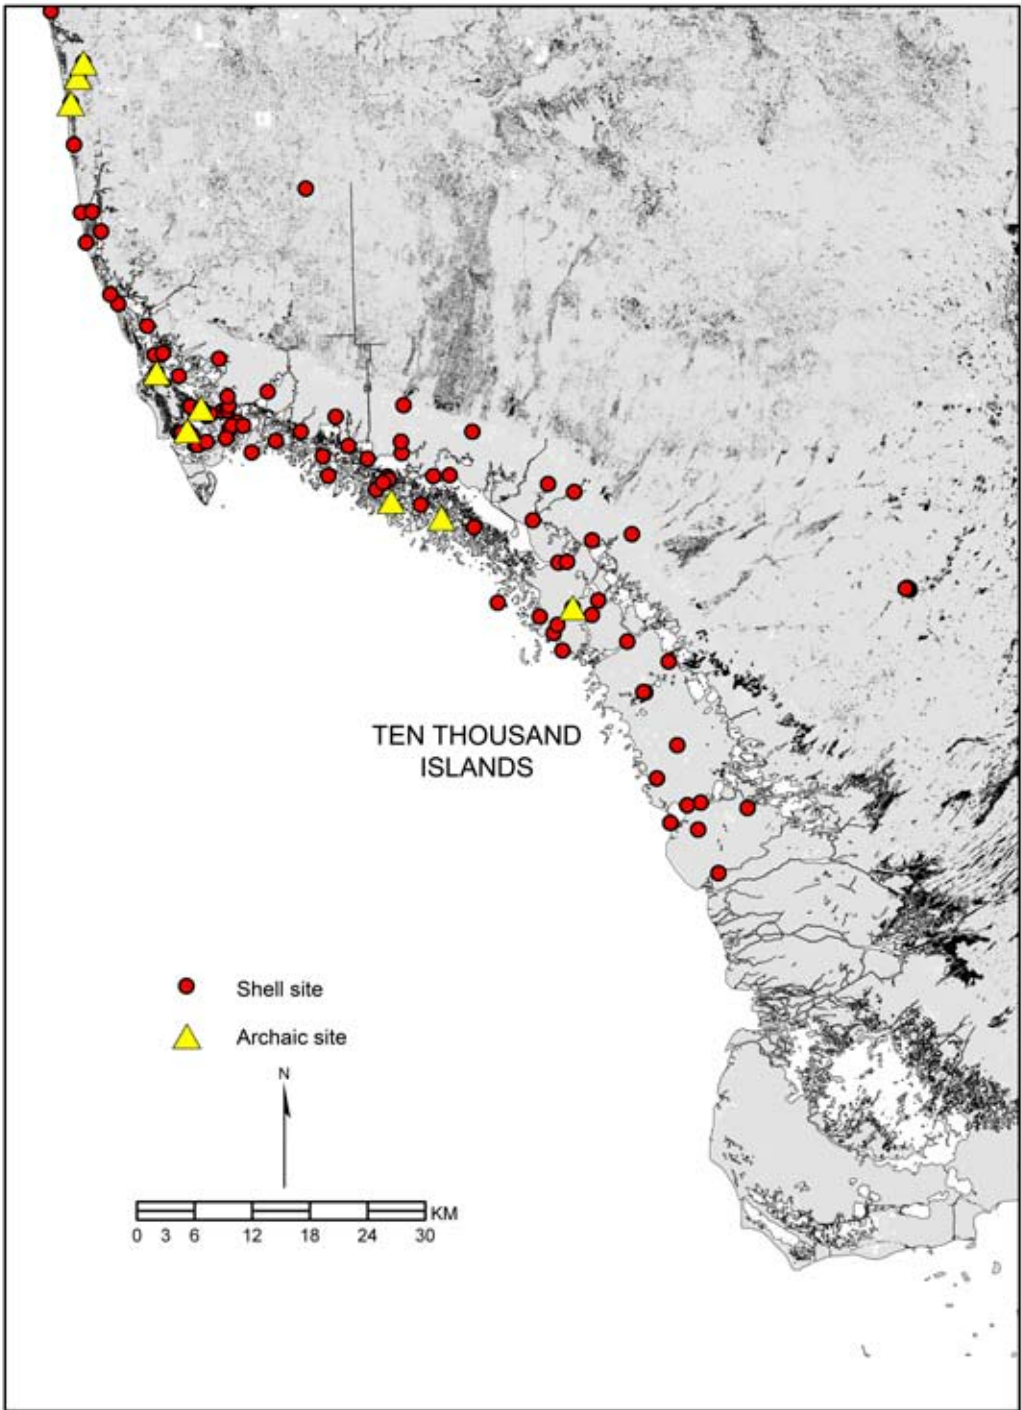 TEN THOUSAND
ISLANDS
Shell site
Archaic site
N
KM
0 3 6 12 18 24 30